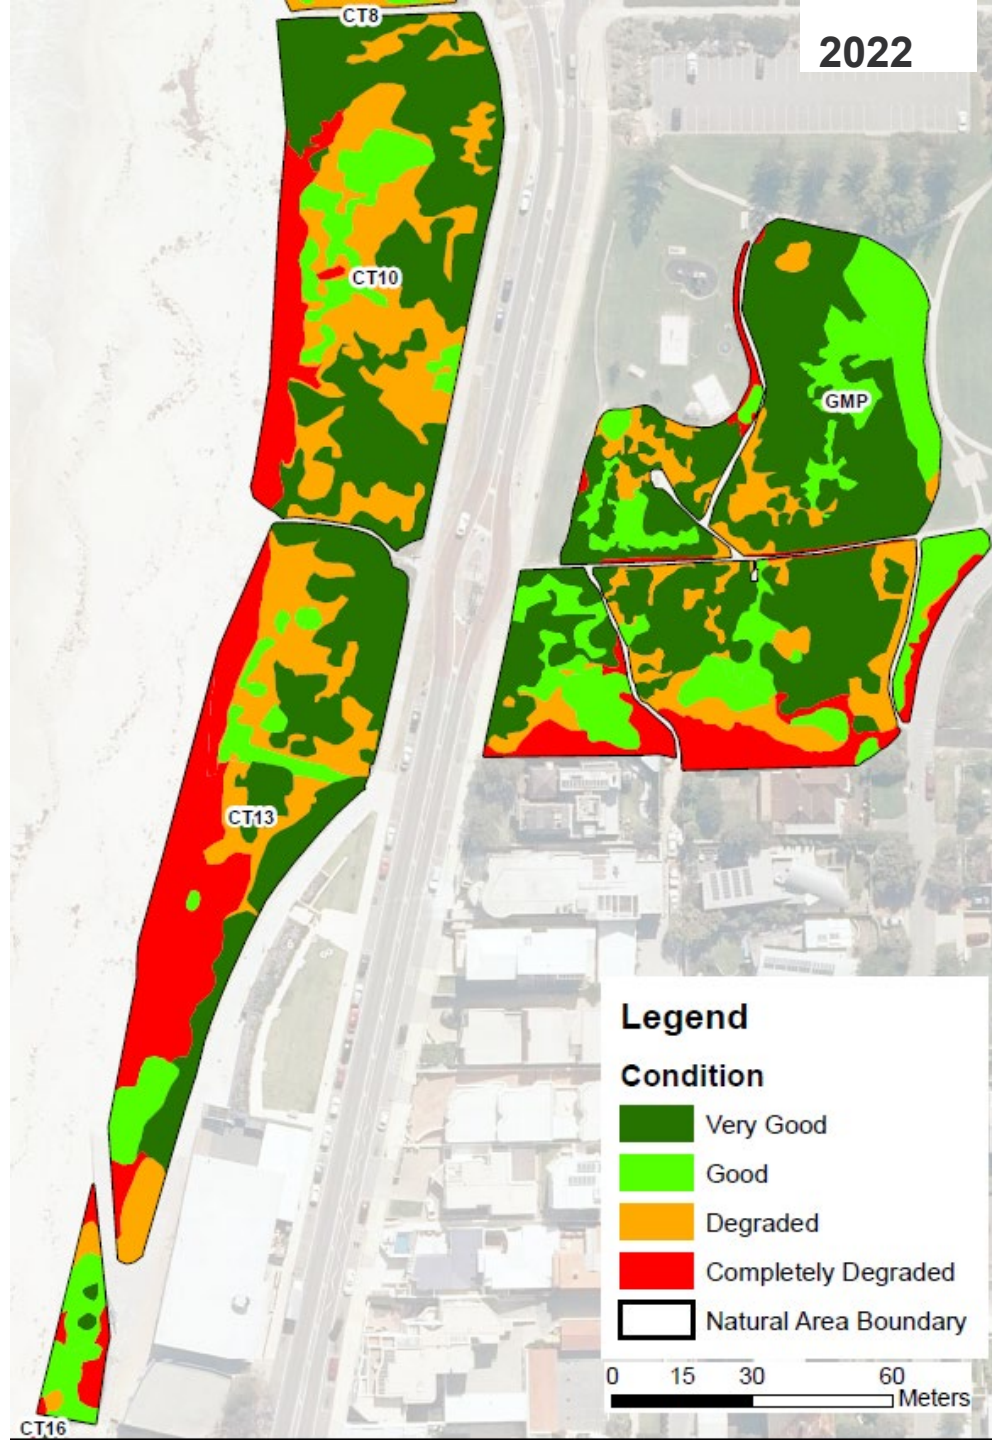 CT8
2022
CT10
GMP
CT13
Legend
Condition
Very Good
Good
Degraded
Completely Degraded
Natural Area Boundary
0 15 30 60
Meters
CT16